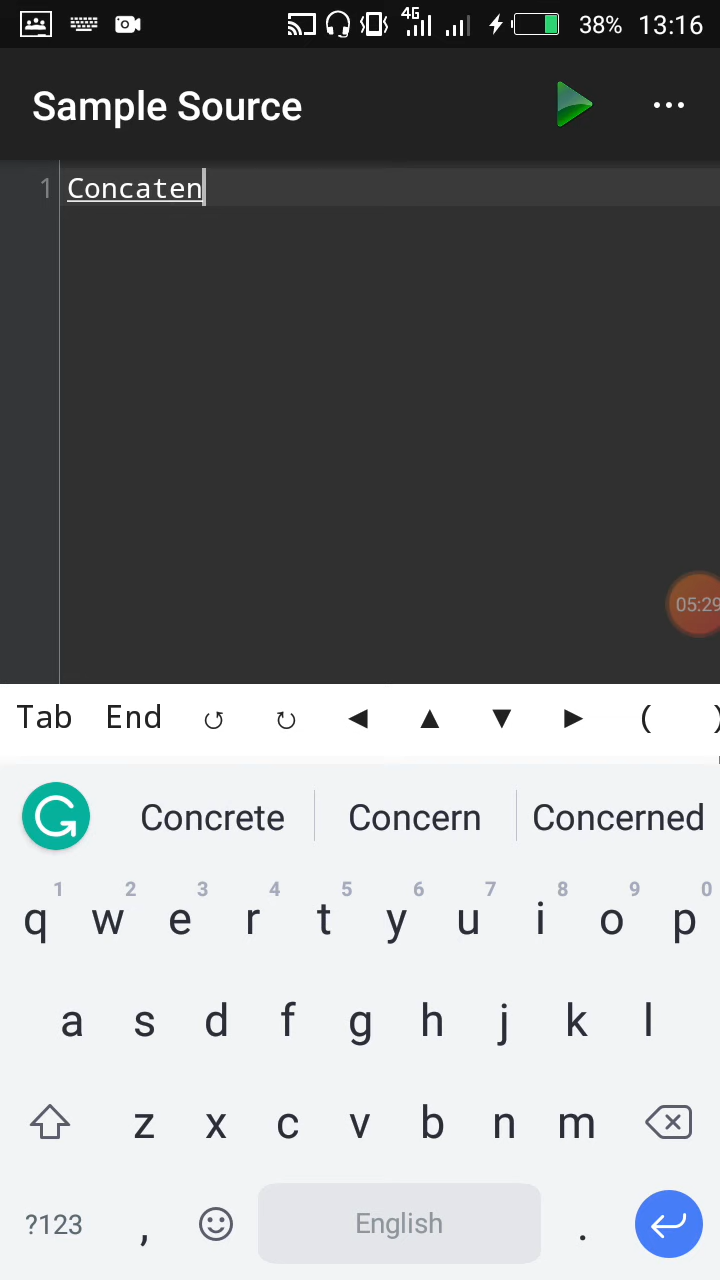 4G 38% 13:16
Sample Source
1 Concaten
05:29
Tab End ◀ ▲ ▼ ▶ ( )
Concrete Concern Concerned
1 2 3 4 5 6 7 8 9 0
q w e r t y u i o p
a s d f g h j k l
z x c v b n m
?123 , English .